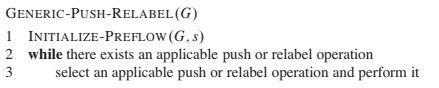 GENERIC-PUSH-RELABEL(G)
1 INITIALIZE-PREFLOW(G, s)
2 while there exists an applicable push or relabel operation
3 select an applicable push or relabel operation and perform it